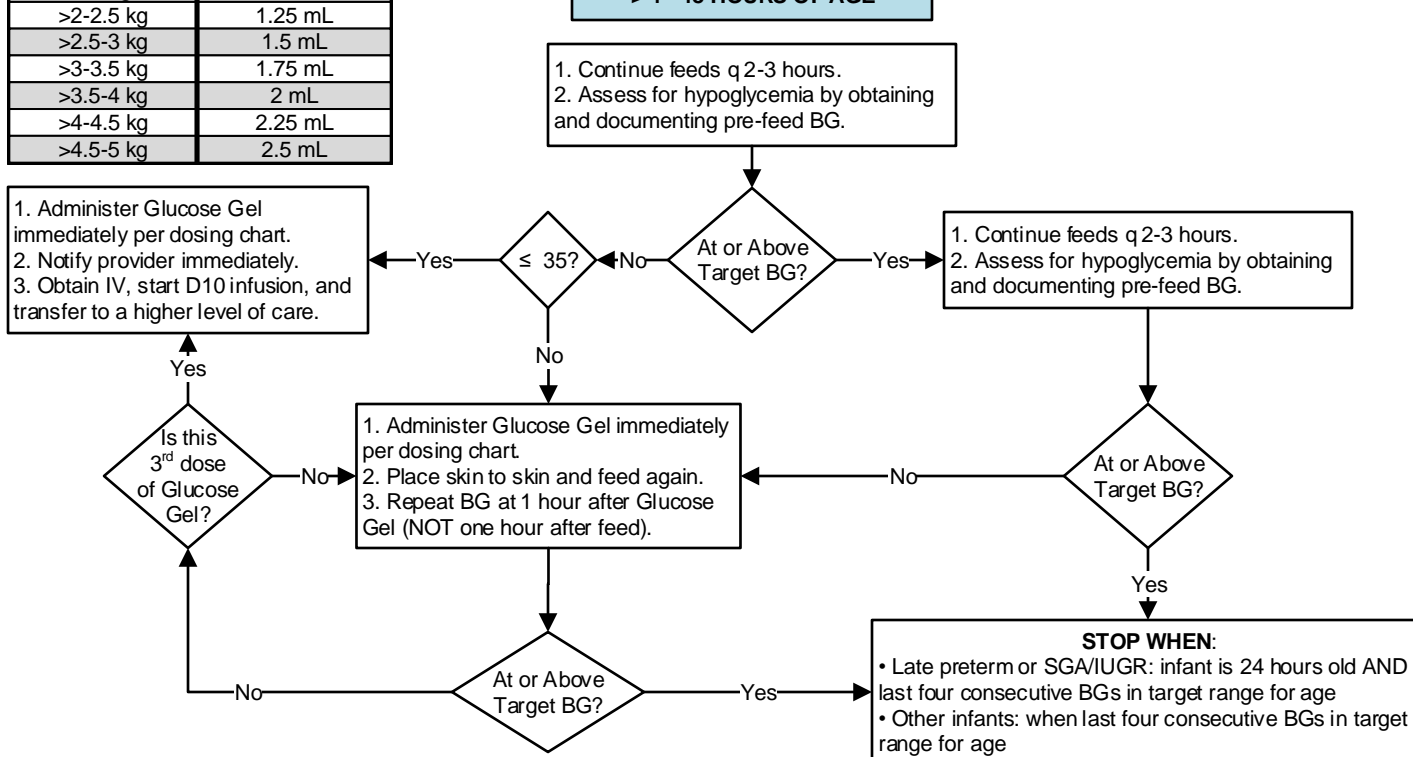 >2-2.5 kg 1.25 mL
>2.5-3 kg 1.5 mL
>3-3.5 kg 1.75 mL
>3.5-4 kg 2 mL
>4-4.5 kg 2.25 mL
>4.5-5 kg 2.5 mL
HOURS OF AGE
1. Continue feeds q 2-3 hours.
2. Assess for hypoglycemia by obtaining
and documenting pre-feed BG.
1. Administer Glucose Gel
immediately per dosing chart.
2. Notify provider immediately.
3. Obtain IV, start D10 infusion, and
transfer to a higher level of care.
Yes
≤ 35?
No
At or Above
Target BG?
Yes
1. Continue feeds q 2-3 hours.
2. Assess for hypoglycemia by obtaining
and documenting pre-feed BG.
Yes
No
Is this
3rd dose
of Glucose
Gel?
No
1. Administer Glucose Gel immediately
per dosing chart.
2. Place skin to skin and feed again.
3. Repeat BG at 1 hour after Glucose
Gel (NOT one hour after feed).
No
At or Above
Target BG?
Yes
No
At or Above
Target BG?
Yes
STOP WHEN:
• Late preterm or SGA/IUGR: infant is 24 hours old AND
last four consecutive BGs in target range for age
• Other infants: when last four consecutive BGs in target
range for age